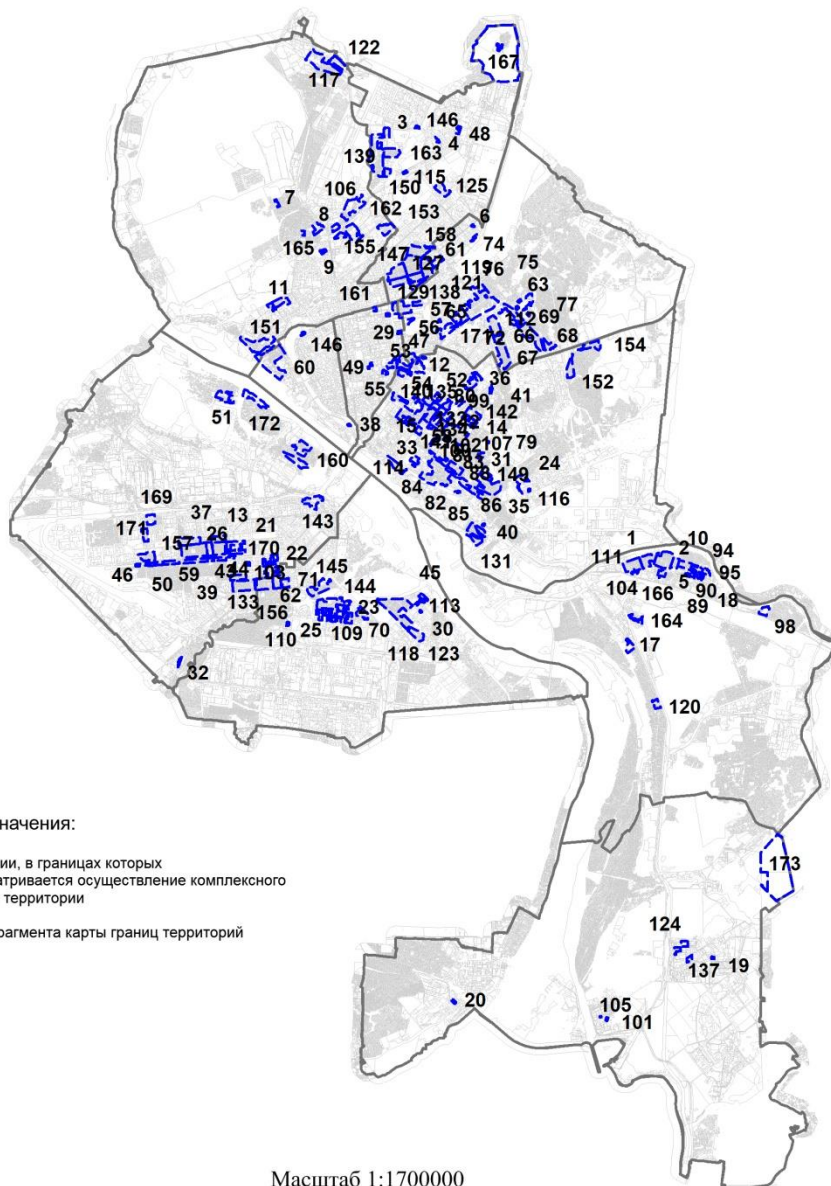 122
117
167
3 146 48
139 163 4
115
150 125
7 106
162
8 153 6
158
165 155 61 74
9 147
127 119 76 75
161 121 63
11 129 138 77
57 69
151 29 56 112
146 47 66 68 154
53 67
60 49 12 152
55 54 52 36
51 41
172 142
38 14
107 79
160 33 31 24
114 149
84 116
169 143 82 86 35
37 13 85 40
171 26 21 1 10
157 170 131 111 2 94
22
46 145 45 104 5 95
50 59 71 144 166 90
39 62 89 18
133 23 113 98
156 164
25 109 70 30
110 17
118 123
32
120
начения:
ии, в границах которых
атривается осуществление комплексного
территории
рагмента карты границ территорий
173
124
137 19
20 105
101
Масштаб 1:1700000